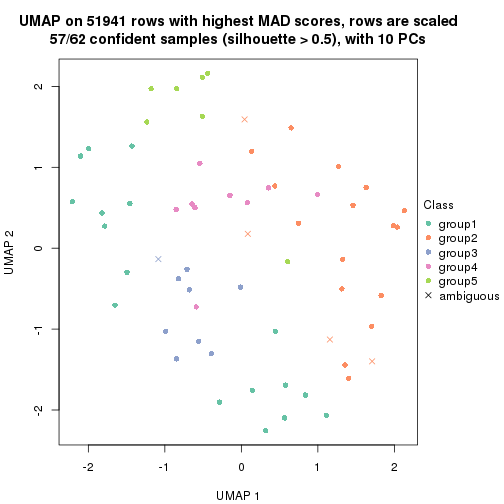 UMAP on 51941 rows with highest MAD scores, rows are scaled
57/62 confident samples (silhouette > 0.5), with 10 PCs
2
1
0
-1
-2
UMAP 2
-2
-1
0
1
2
UMAP 1
Class
group1
group2
group3
group4
group5
ambiguous